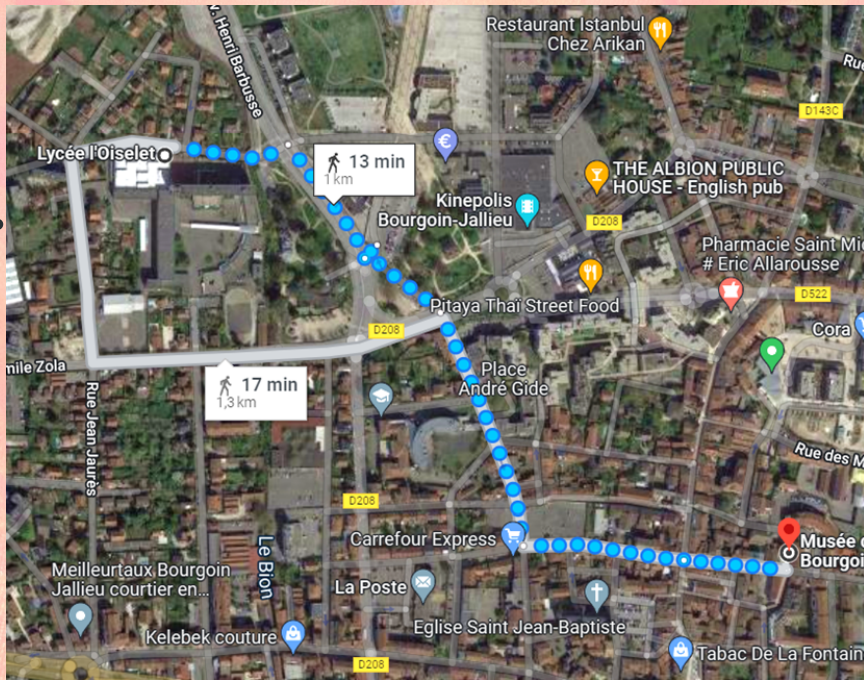 Restaurant Istanbul
Chez Arikan
v. Henri Barbusse
Rue
D143C
Lycée l'Oiselet
13 min
1 km
€
THE ALBION PUBLIC
HOUSE - English pub
Kinepolis
Bourgoin-Jallieu
D208
Pharmacie Saint Mic
# Eric Allarousse
D522
Pitaya Thaï Street Food
D208
Cora
mile Zola
17 min
1,3 km
Place
André Gide
Rue Jean Jaurès
Rue des M
D208
Carrefour Express
Musée d
Bourgoi
Le Bion
La Poste
Meilleurtaux Bourgoin
Jallieu courtier en...
Eglise Saint Jean-Baptiste
Kelebek couture
Tabac De La Fontain
D208